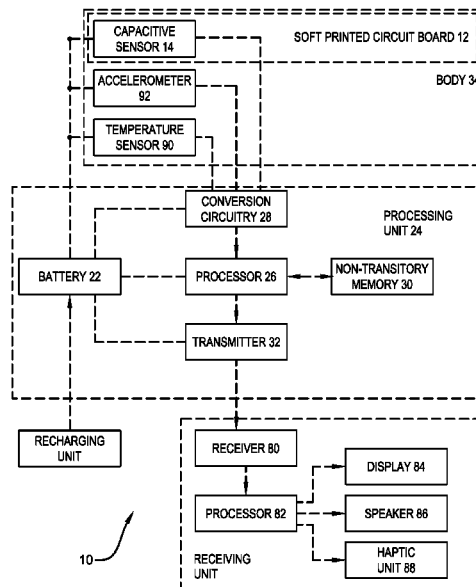 CAPACITIVE
SENSOR 14
SOFT PRINTED CIRCUIT BOARD 12
ACCELEROMETER
92
BODY 34
TEMPERATURE
SENSOR 90
CONVERSION
CIRCUITRY 28
PROCESSING
UNIT 24
BATTERY 22
PROCESSOR 26
NON-TRANSITORY
MEMORY 30
TRANSMITTER 32
RECHARGING
UNIT
RECEIVER 80
DISPLAY 84
PROCESSOR 82
SPEAKER 86
10
RECEIVING
UNIT
HAPTIC
UNIT 88